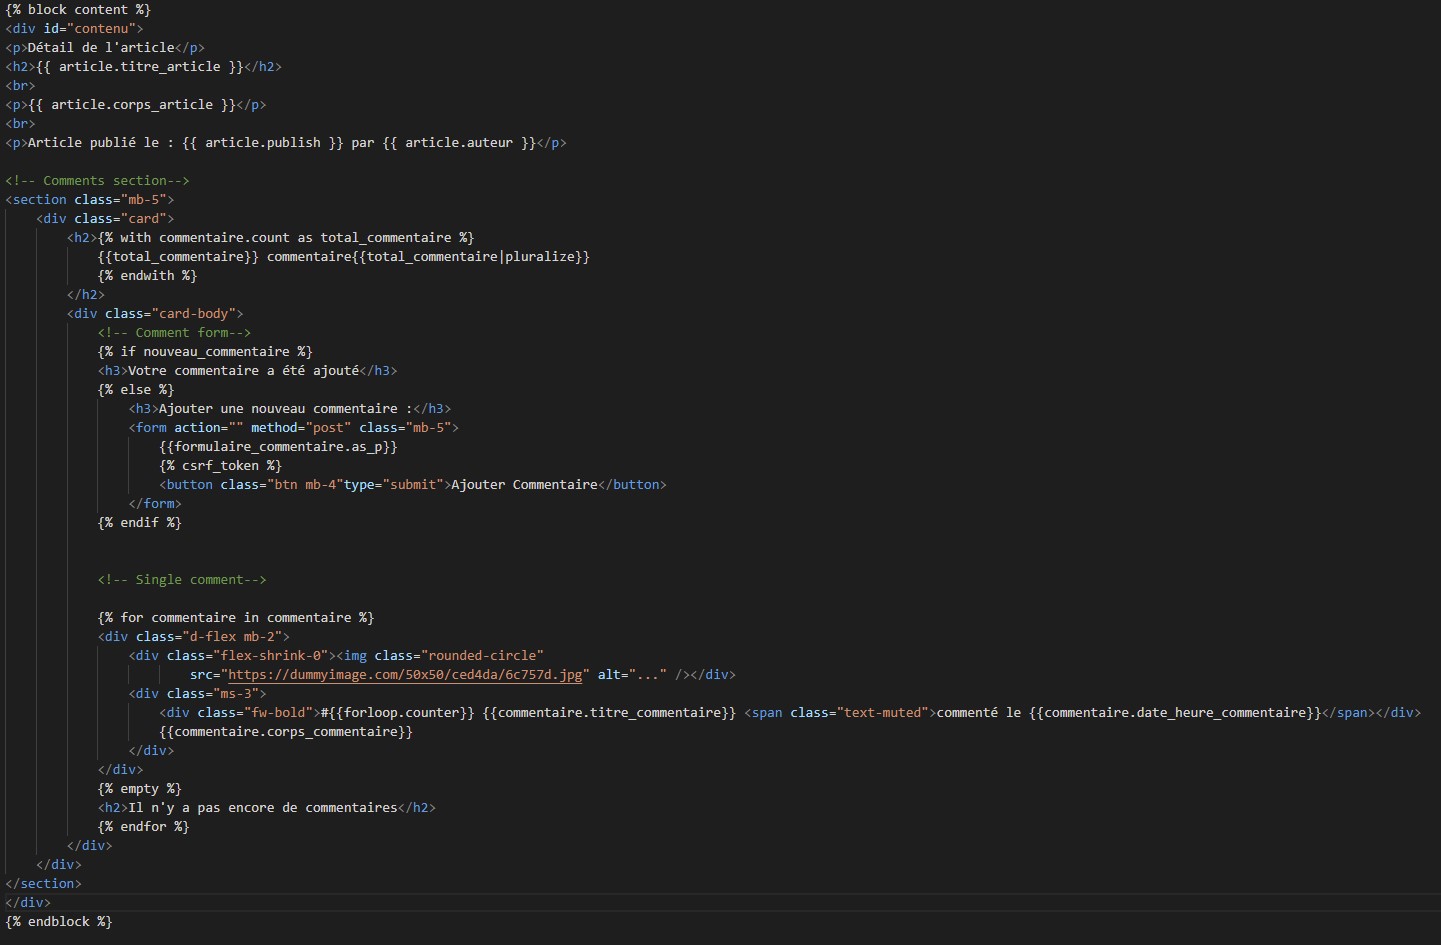 {% block content %}
<div id="contenu">
<p>Détail de l'article</p>
<h2>{{ article.titre_article }}</h2>
<br>
<p>{{ article.corps_article }}</p>
<br>
<p>Article publié le : {{ article.publish }} par {{ article.auteur }}</p>
<!-- Comments section-->
<section class="mb-5">
<div class="card">
<h2>{% with commentaire.count as total_commentaire %}
{{total_commentaire}} commentaire{{total_commentaire|pluralize}}
{% endwith %}
</h2>
<div class="card-body">
<!-- Comment form-->
{% if nouveau_commentaire %}
<h3>Votre commentaire a été ajouté</h3>
{% else %}
<h3>Ajouter une nouveau commentaire :</h3>
<form action="" method="post" class="mb-5">
{{formulaire_commentaire.as_p}}
{% csrf_token %}
<button class="btn mb-4"type="submit">Ajouter Commentaire</button>
</form>
{% endif %}
<!-- Single comment-->
{% for commentaire in commentaire %}
<div class="d-flex mb-2">
<div class="flex-shrink-0"><img class="rounded-circle"
src="https://dummyimage.com/50x50/ced4da/6c757d.jpg" alt="..." /></div>
<div class="ms-3">
<div class="fw-bold">#{{forloop.counter}} {{commentaire.titre_commentaire}} <span class="text-muted">commenté le {{commentaire.date_heure_commentaire}}</span></div>
{{commentaire.corps_commentaire}}
</div>
</div>
{% empty %}
<h2>Il n'y a pas encore de commentaires</h2>
{% endfor %}
</div>
</div>
</section>
</div>
{% endblock %}